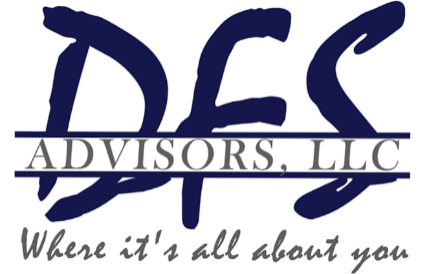 DFS
ADVISORS, LLC
Where it's all about you